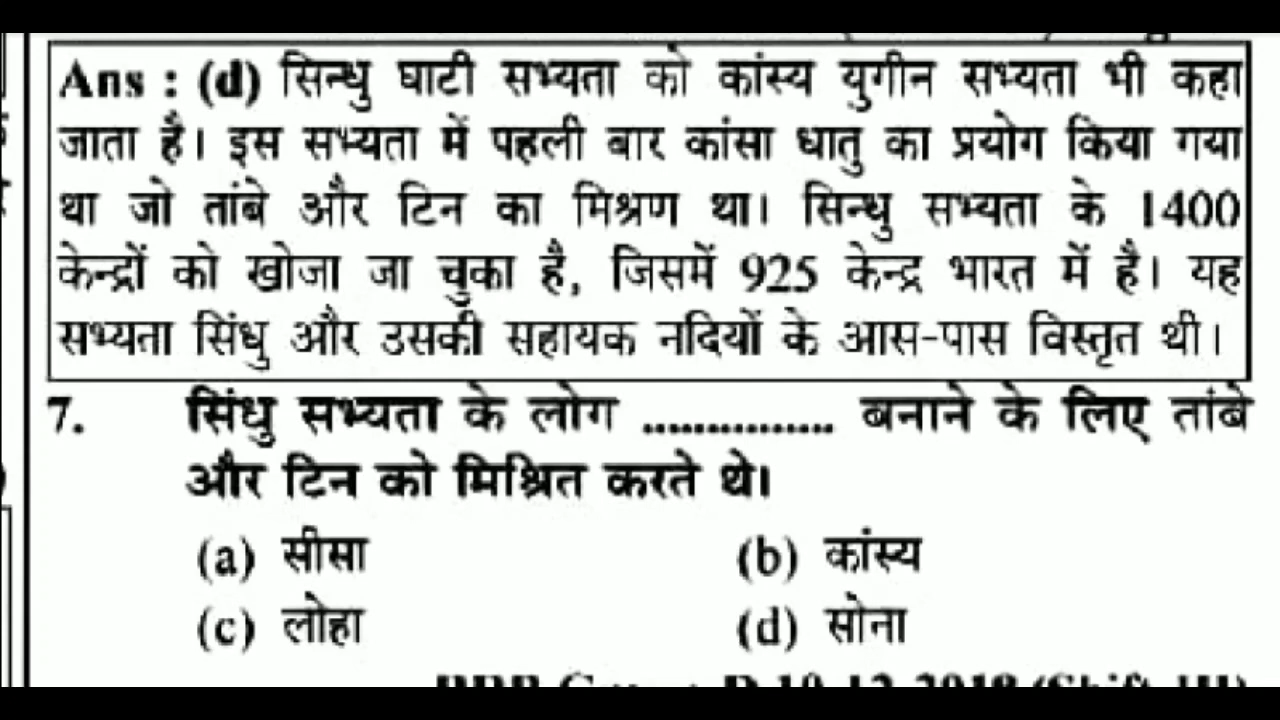 Ans : (d) सिन्धु घाटी सभ्यता को कांस्य युगीन सभ्यता भी कहा
जाता है। इस सभ्यता में पहली बार कांसा धातु का प्रयोग किया गया
था जो तांबे और टिन का मिश्रण था। सिन्धु सभ्यता के 1400
केन्द्रों को खोजा जा चुका है, जिसमें 925 केन्द्र भारत में है। यह
सभ्यता सिंधु और उसकी सहायक नदियों के आस-पास विस्तृत थी।
7. सिंधु सभ्यता के लोग ............... बनाने के लिए तांबे
और टिन को मिश्रित करते थे।
(a) सीसा (b) कांस्य
(c) लोहा (d) सोना